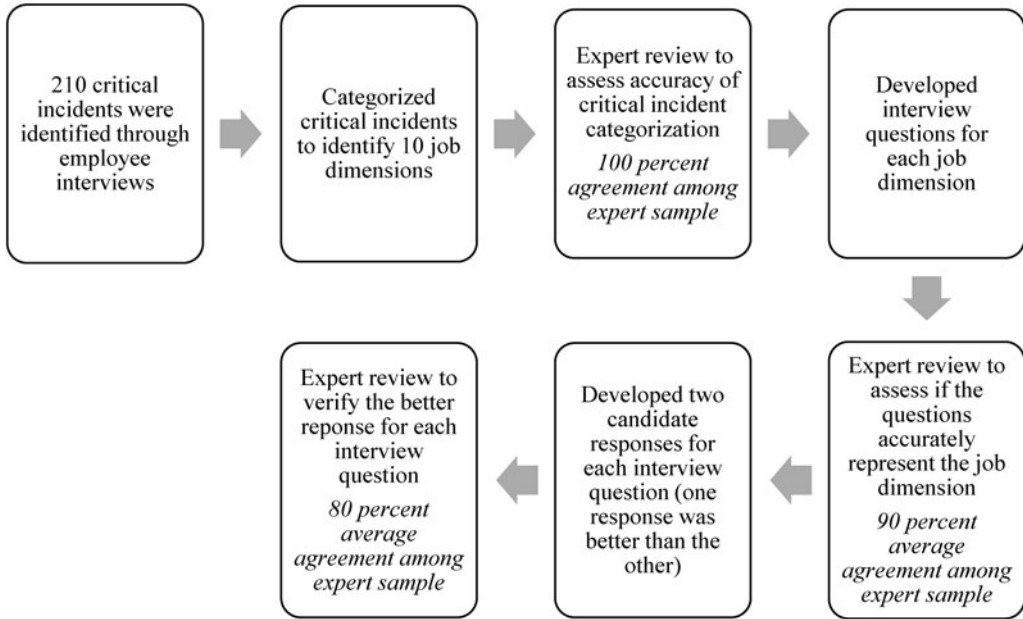 210 critical
incidents were
identified through
employee
interviews
Categorized
critical incidents
to identify 10 job
dimensions
Expert review to
assess accuracy of
critical incident
categorization
100 percent
agreement among
expert sample
Developed
interview
questions for
each job
dimension
Expert review to
assess if the
questions
accurately
represent the job
dimension
90 percent
average
agreement among
expert sample
Developed two
candidate
responses for
each interview
question (one
response was
better than the
other)
Expert review to
verify the better
reponse for each
interview
question
80 percent
average
agreement among
expert sample